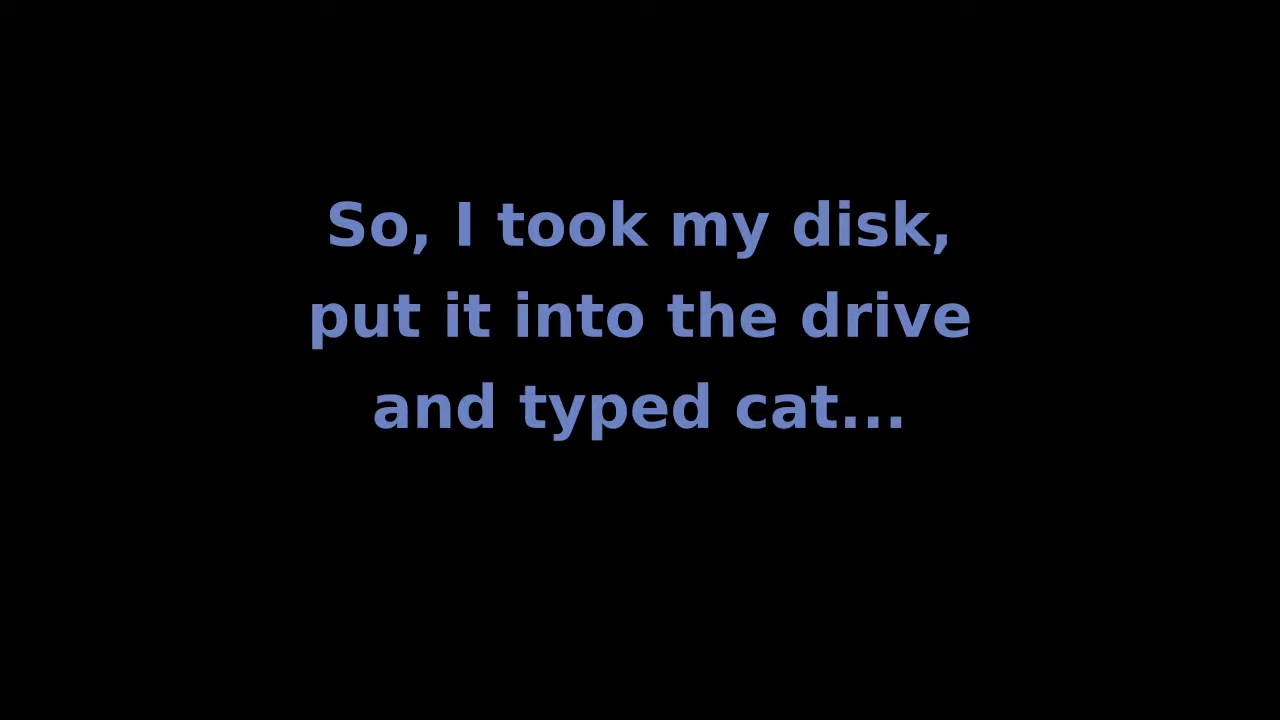 So, I took my disk,
put it into the drive
and typed cat...